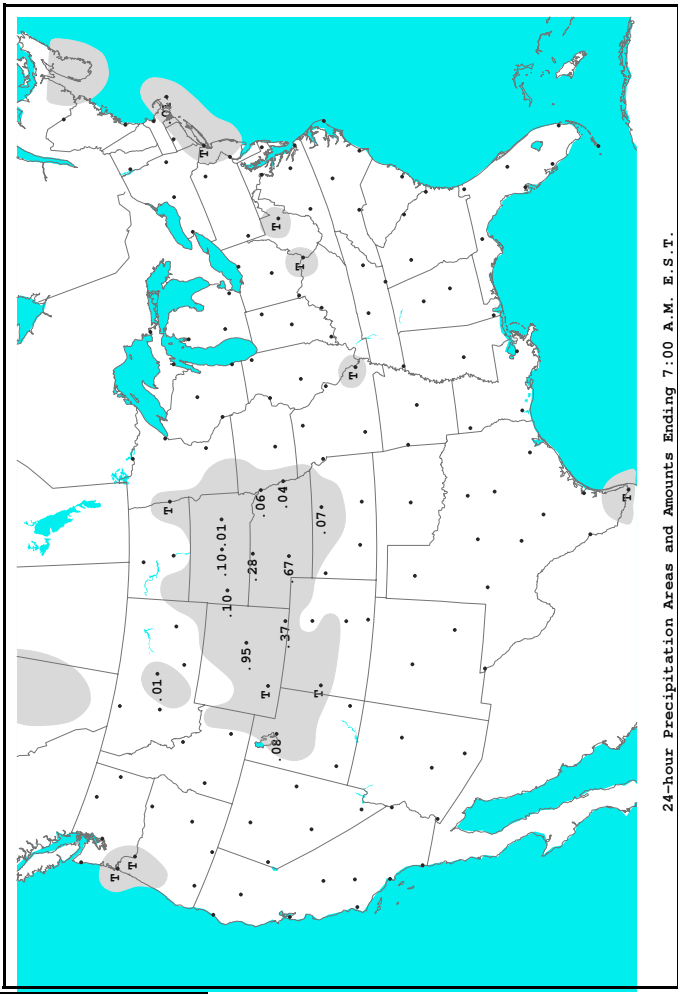 24-hour Precipitation Areas and Amounts Ending 7:00 A.M. E.S.T.
T
T
.08
T
T
.01
.95
.37
.10
.67
.28
.10
.01
.07
T
.06
.04
T
T
T
T
T
.01